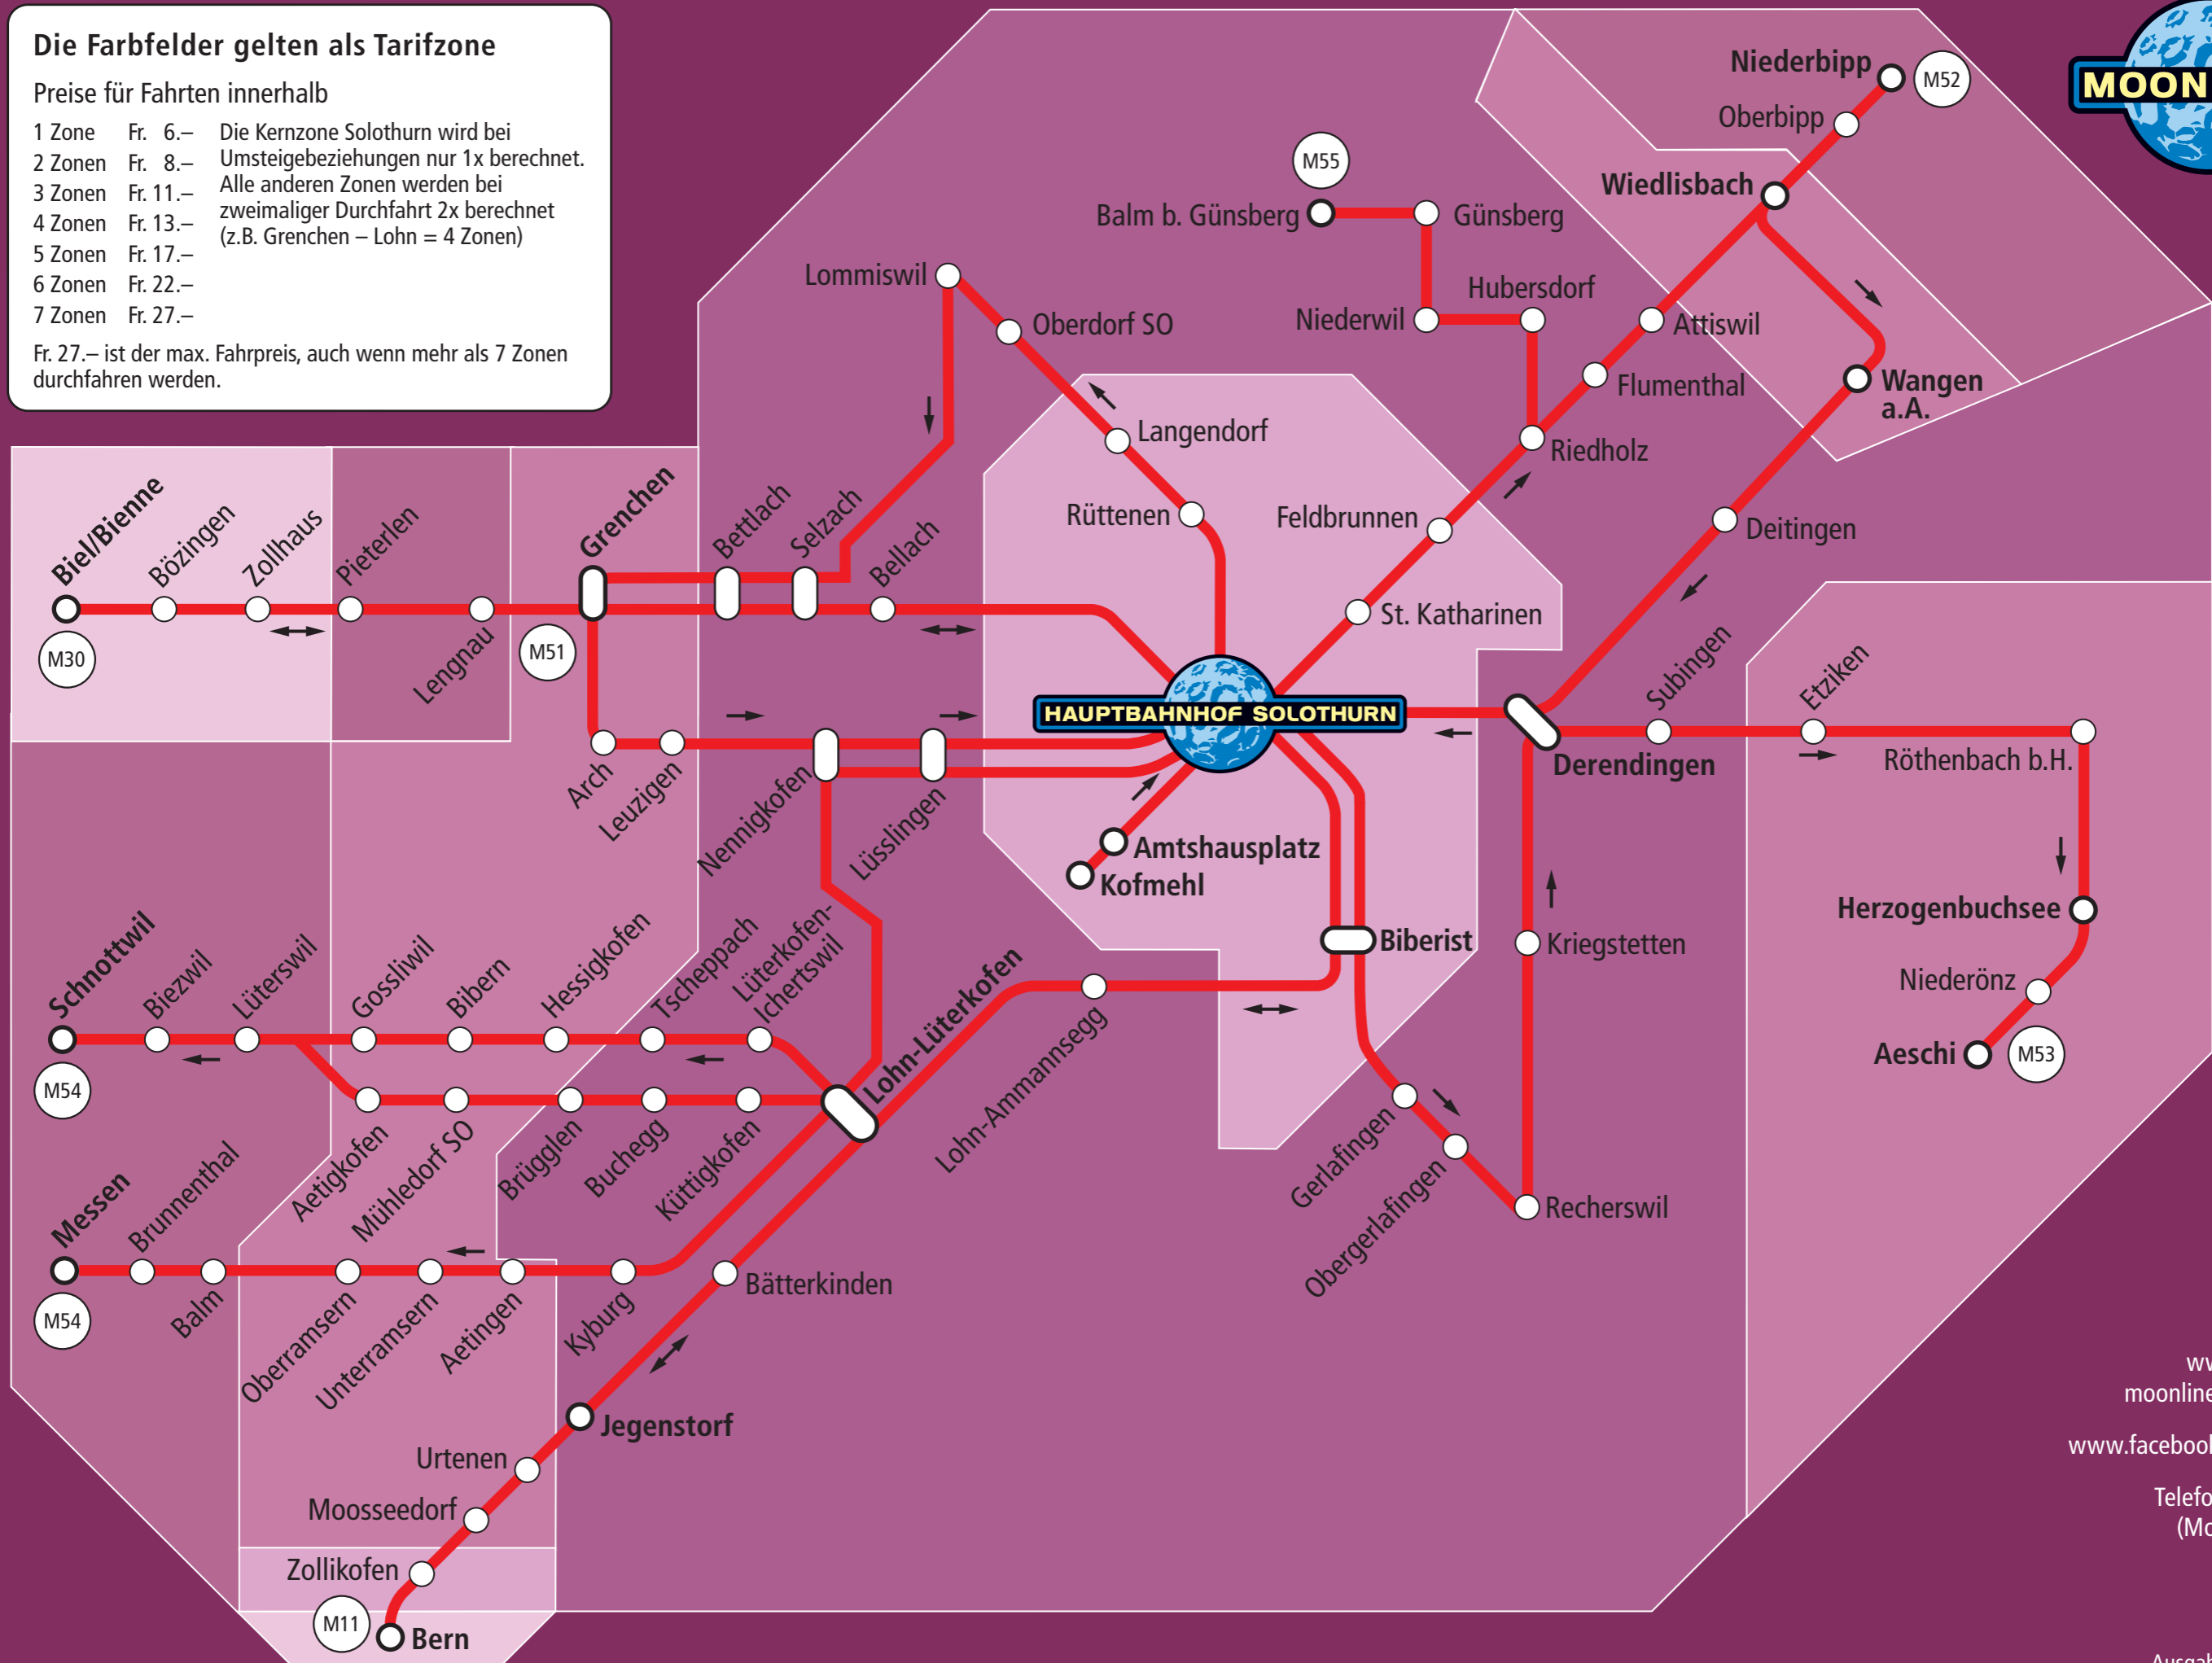 Die Farbfelder gelten als Tarifzone
Preise für Fahrten innerhalb
1 Zone Fr. 6.–
2 Zonen Fr. 8.–
3 Zonen Fr. 11.–
4 Zonen Fr. 13.–
5 Zonen Fr. 17.–
6 Zonen Fr. 22.–
7 Zonen Fr. 27.–
Die Kernzone Solothurn wird bei
Umsteigebeziehungen nur 1x berechnet.
Alle anderen Zonen werden bei
zweimaliger Durchfahrt 2x berechnet
(z.B. Grenchen – Lohn = 4 Zonen)
Fr. 27.– ist der max. Fahrpreis, auch wenn mehr als 7 Zonen
durchfahren werden.
MOON
Niederbipp
M52
Oberbipp
Wiedlisbach
M55
Balm b. Günsberg
Günsberg
Lommiswil
Oberdorf SO
Hubersdorf
Niederwil
Attiswil
Flumenthal
Wangen
a.A.
Langendorf
Riedholz
Rüttenen
Feldbrunnen
Deitingen
St. Katharinen
Biel/Bienne
Bözingen
Zollhaus
Pieterlen
Lengnau
Grenchen
Bettlach
Selzach
Bellach
M30
M51
HAUPTBAHNHOF SOLOTHURN
Subingen
Etziken
Derendingen
Röthenbach b.H.
Arch
Leuzigen
Nennigkofen
Lüsslingen
Amtshausplatz
Kofmehl
Biberist
Kriegstetten
Herzogenbuchsee
Niederönz
Aeschi
M53
Schnottwil
Biezwil
Lüterswil
Gossliwil
Bibern
Hessigkofen
Tscheppach
Lüterkofen-
Ichertswil
Lohn-Lüterkofen
Lohn-Ammannsegg
M54
Aetigkofen
Mühledorf SO
Brügglen
Buchegg
Küttigkofen
Gerlafingen
Obergerlafingen
Recherswil
Messen
Brunnenthal
Balm
Oberramsern
Unterramsern
Aetingen
Kyburg
Bätterkinden
M54
Jegenstorf
Urtenen
Moosseedorf
Zollikofen
M11
Bern
moonline
www.facebook